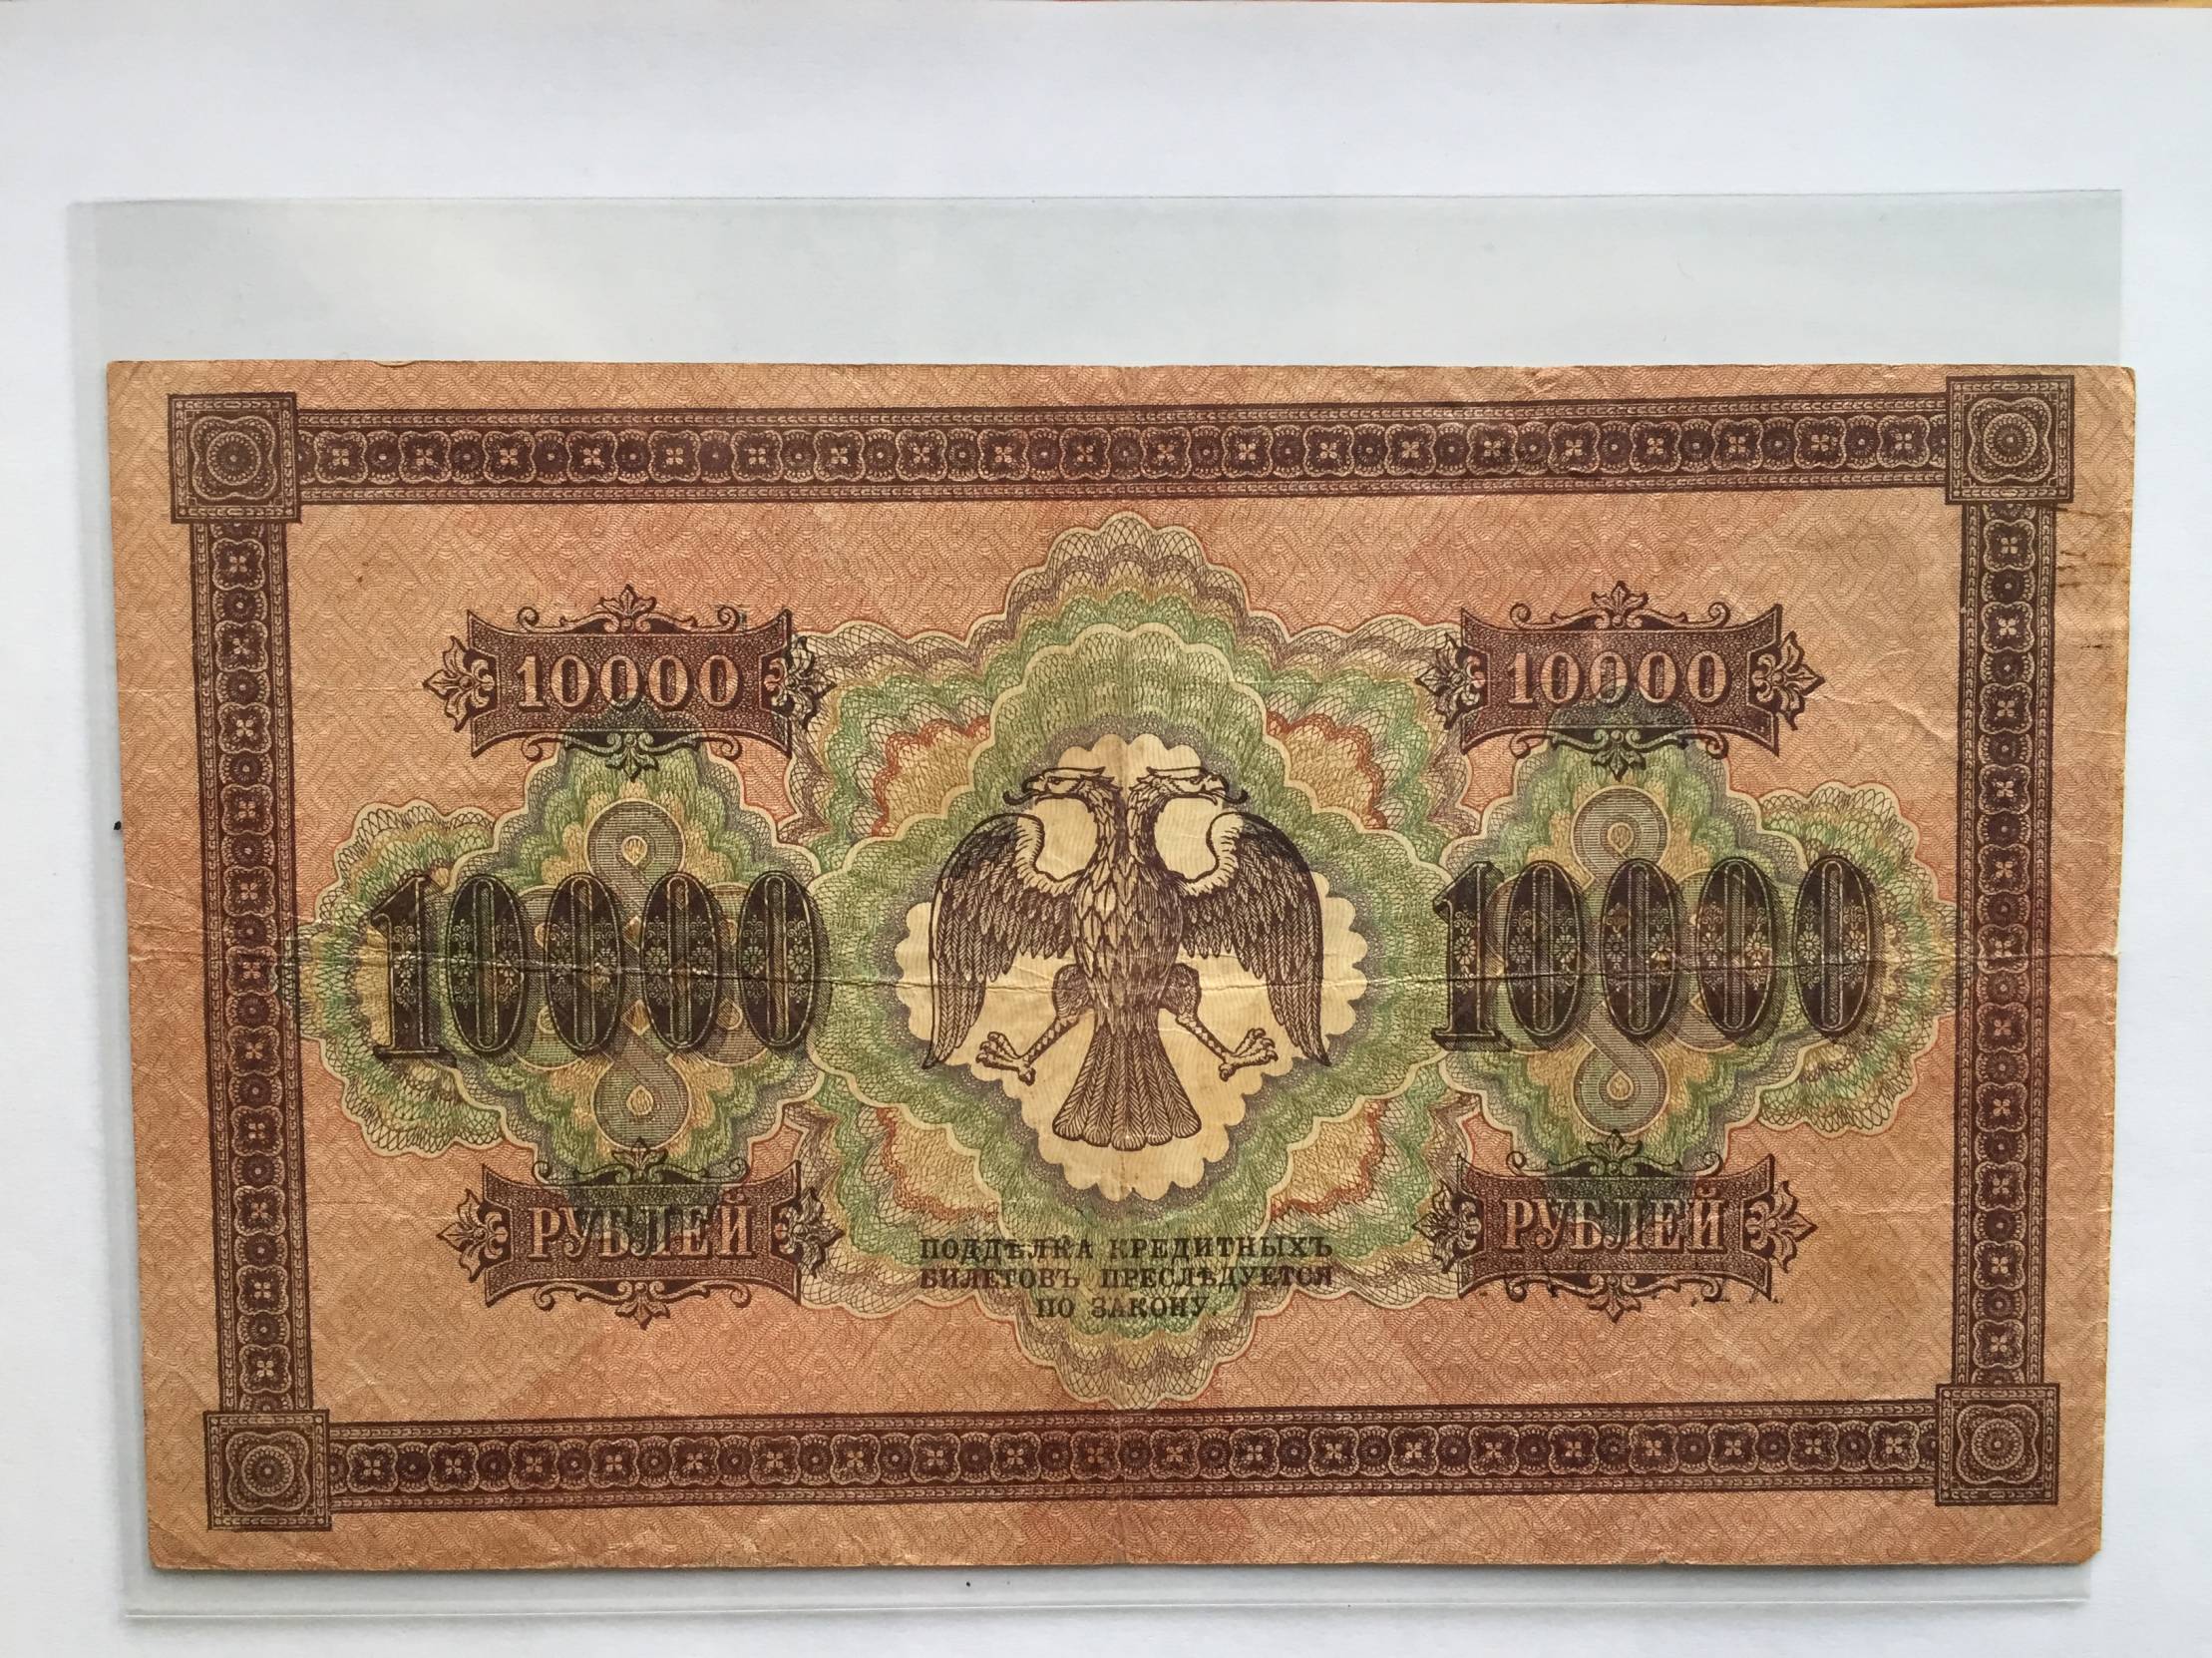 10000 10000
10000 10000
РУБЛЕЙ РУБЛЕЙ
ПОДДѢЛКА КРЕДИТНЫХЪ
БИЛЕТОВЪ ПРЕСЛѢДУЕТСЯ
ПО ЗАКОНУ.